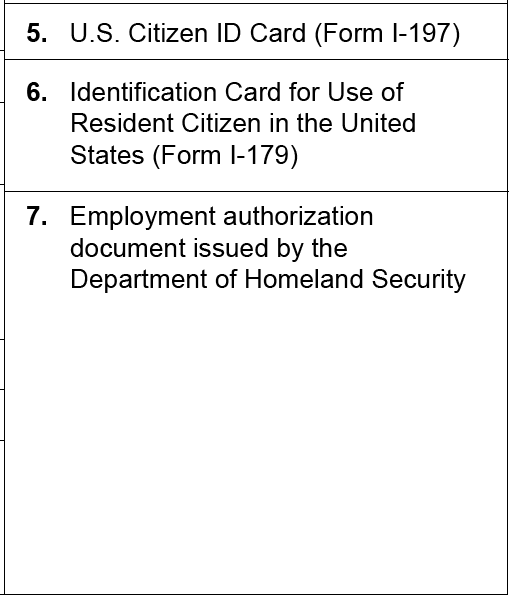 5. U.S. Citizen ID Card (Form I-197)
6. Identification Card for Use of
Resident Citizen in the United
States (Form I-179)
7. Employment authorization
document issued by the
Department of Homeland Security